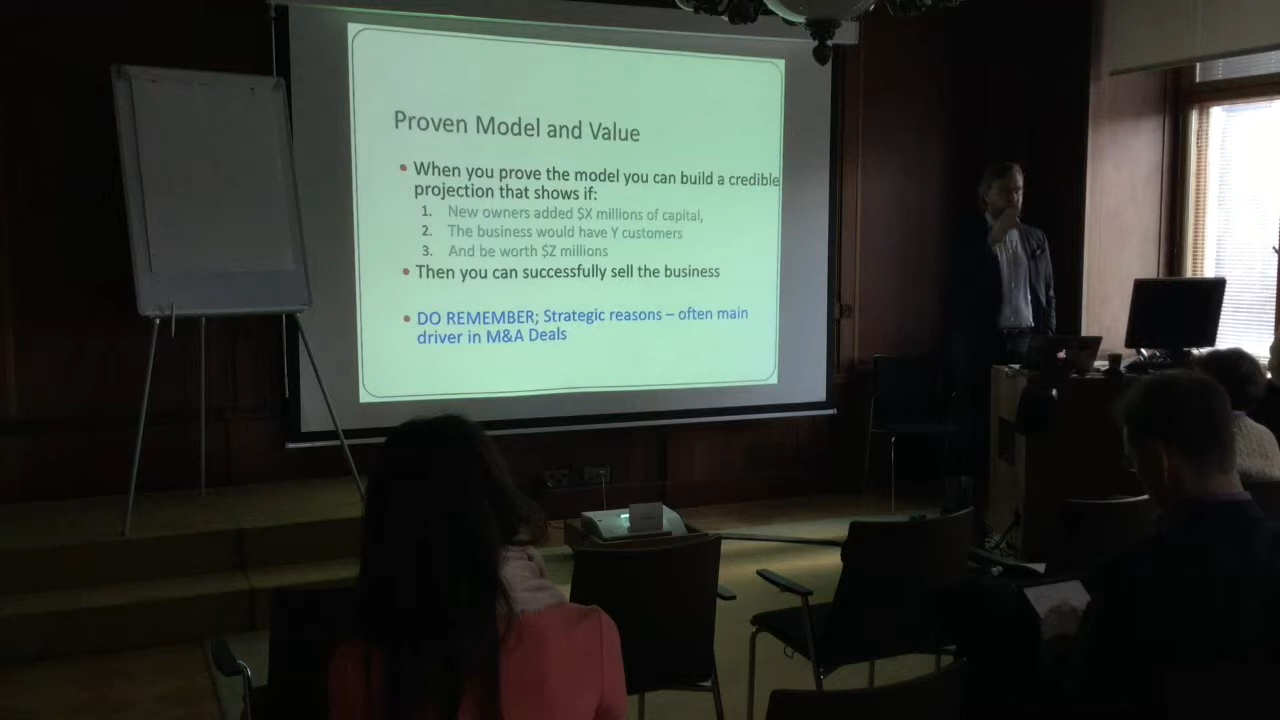 Proven Model and Value
• When you prove the model you can build a credible
projection that shows if:
1. New owners added $X millions of capital,
2. The business would have Y customers
3. And be worth $Z millions
• Then you can successfully sell the business
• DO REMEMBER; Strategic reasons – often main
driver in M&A Deals